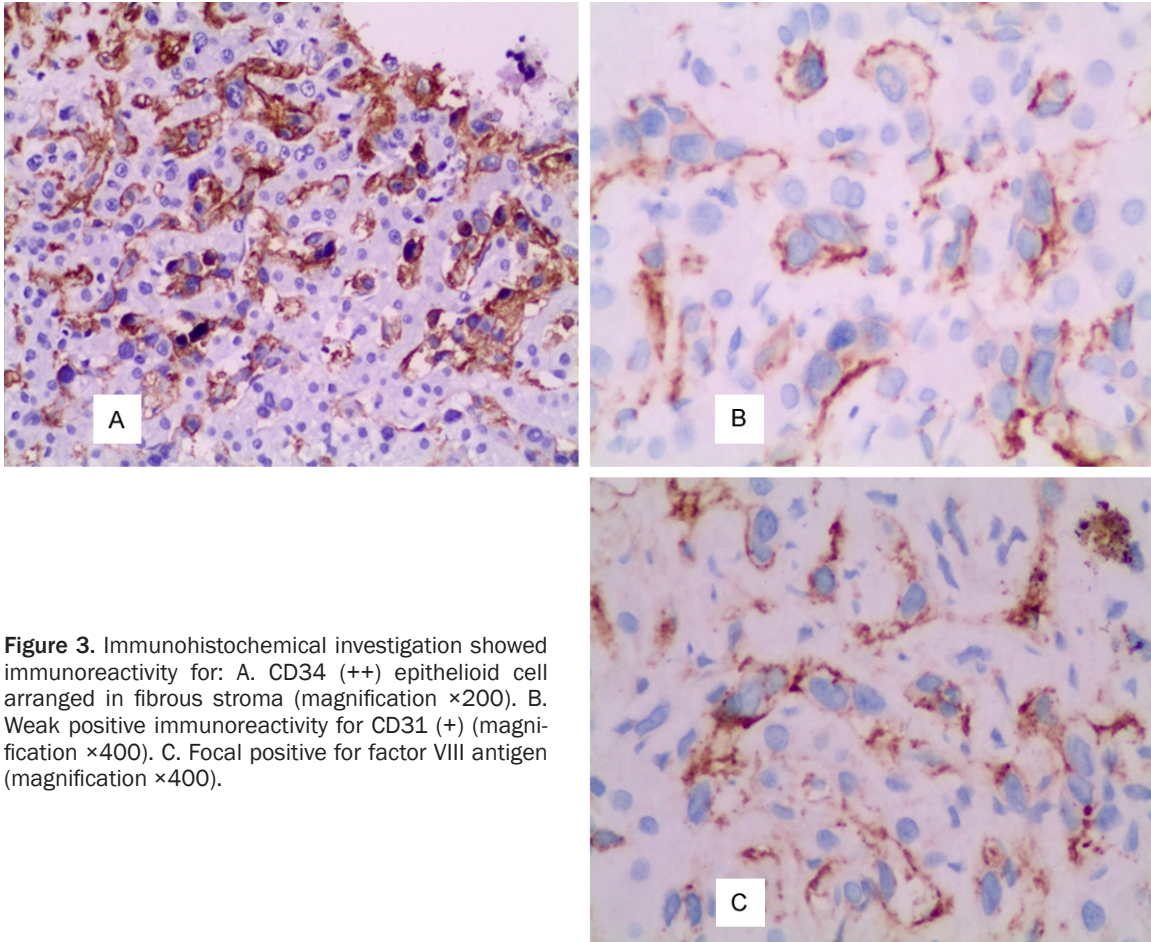 A
B
Figure 3. Immunohistochemical investigation showed
immunoreactivity for: A. CD34 (++) epithelioid cell
arranged in fibrous stroma (magnification ×200). B.
Weak positive immunoreactivity for CD31 (+) (magni-
fication ×400). C. Focal positive for factor VIII antigen
(magnification ×400).
C